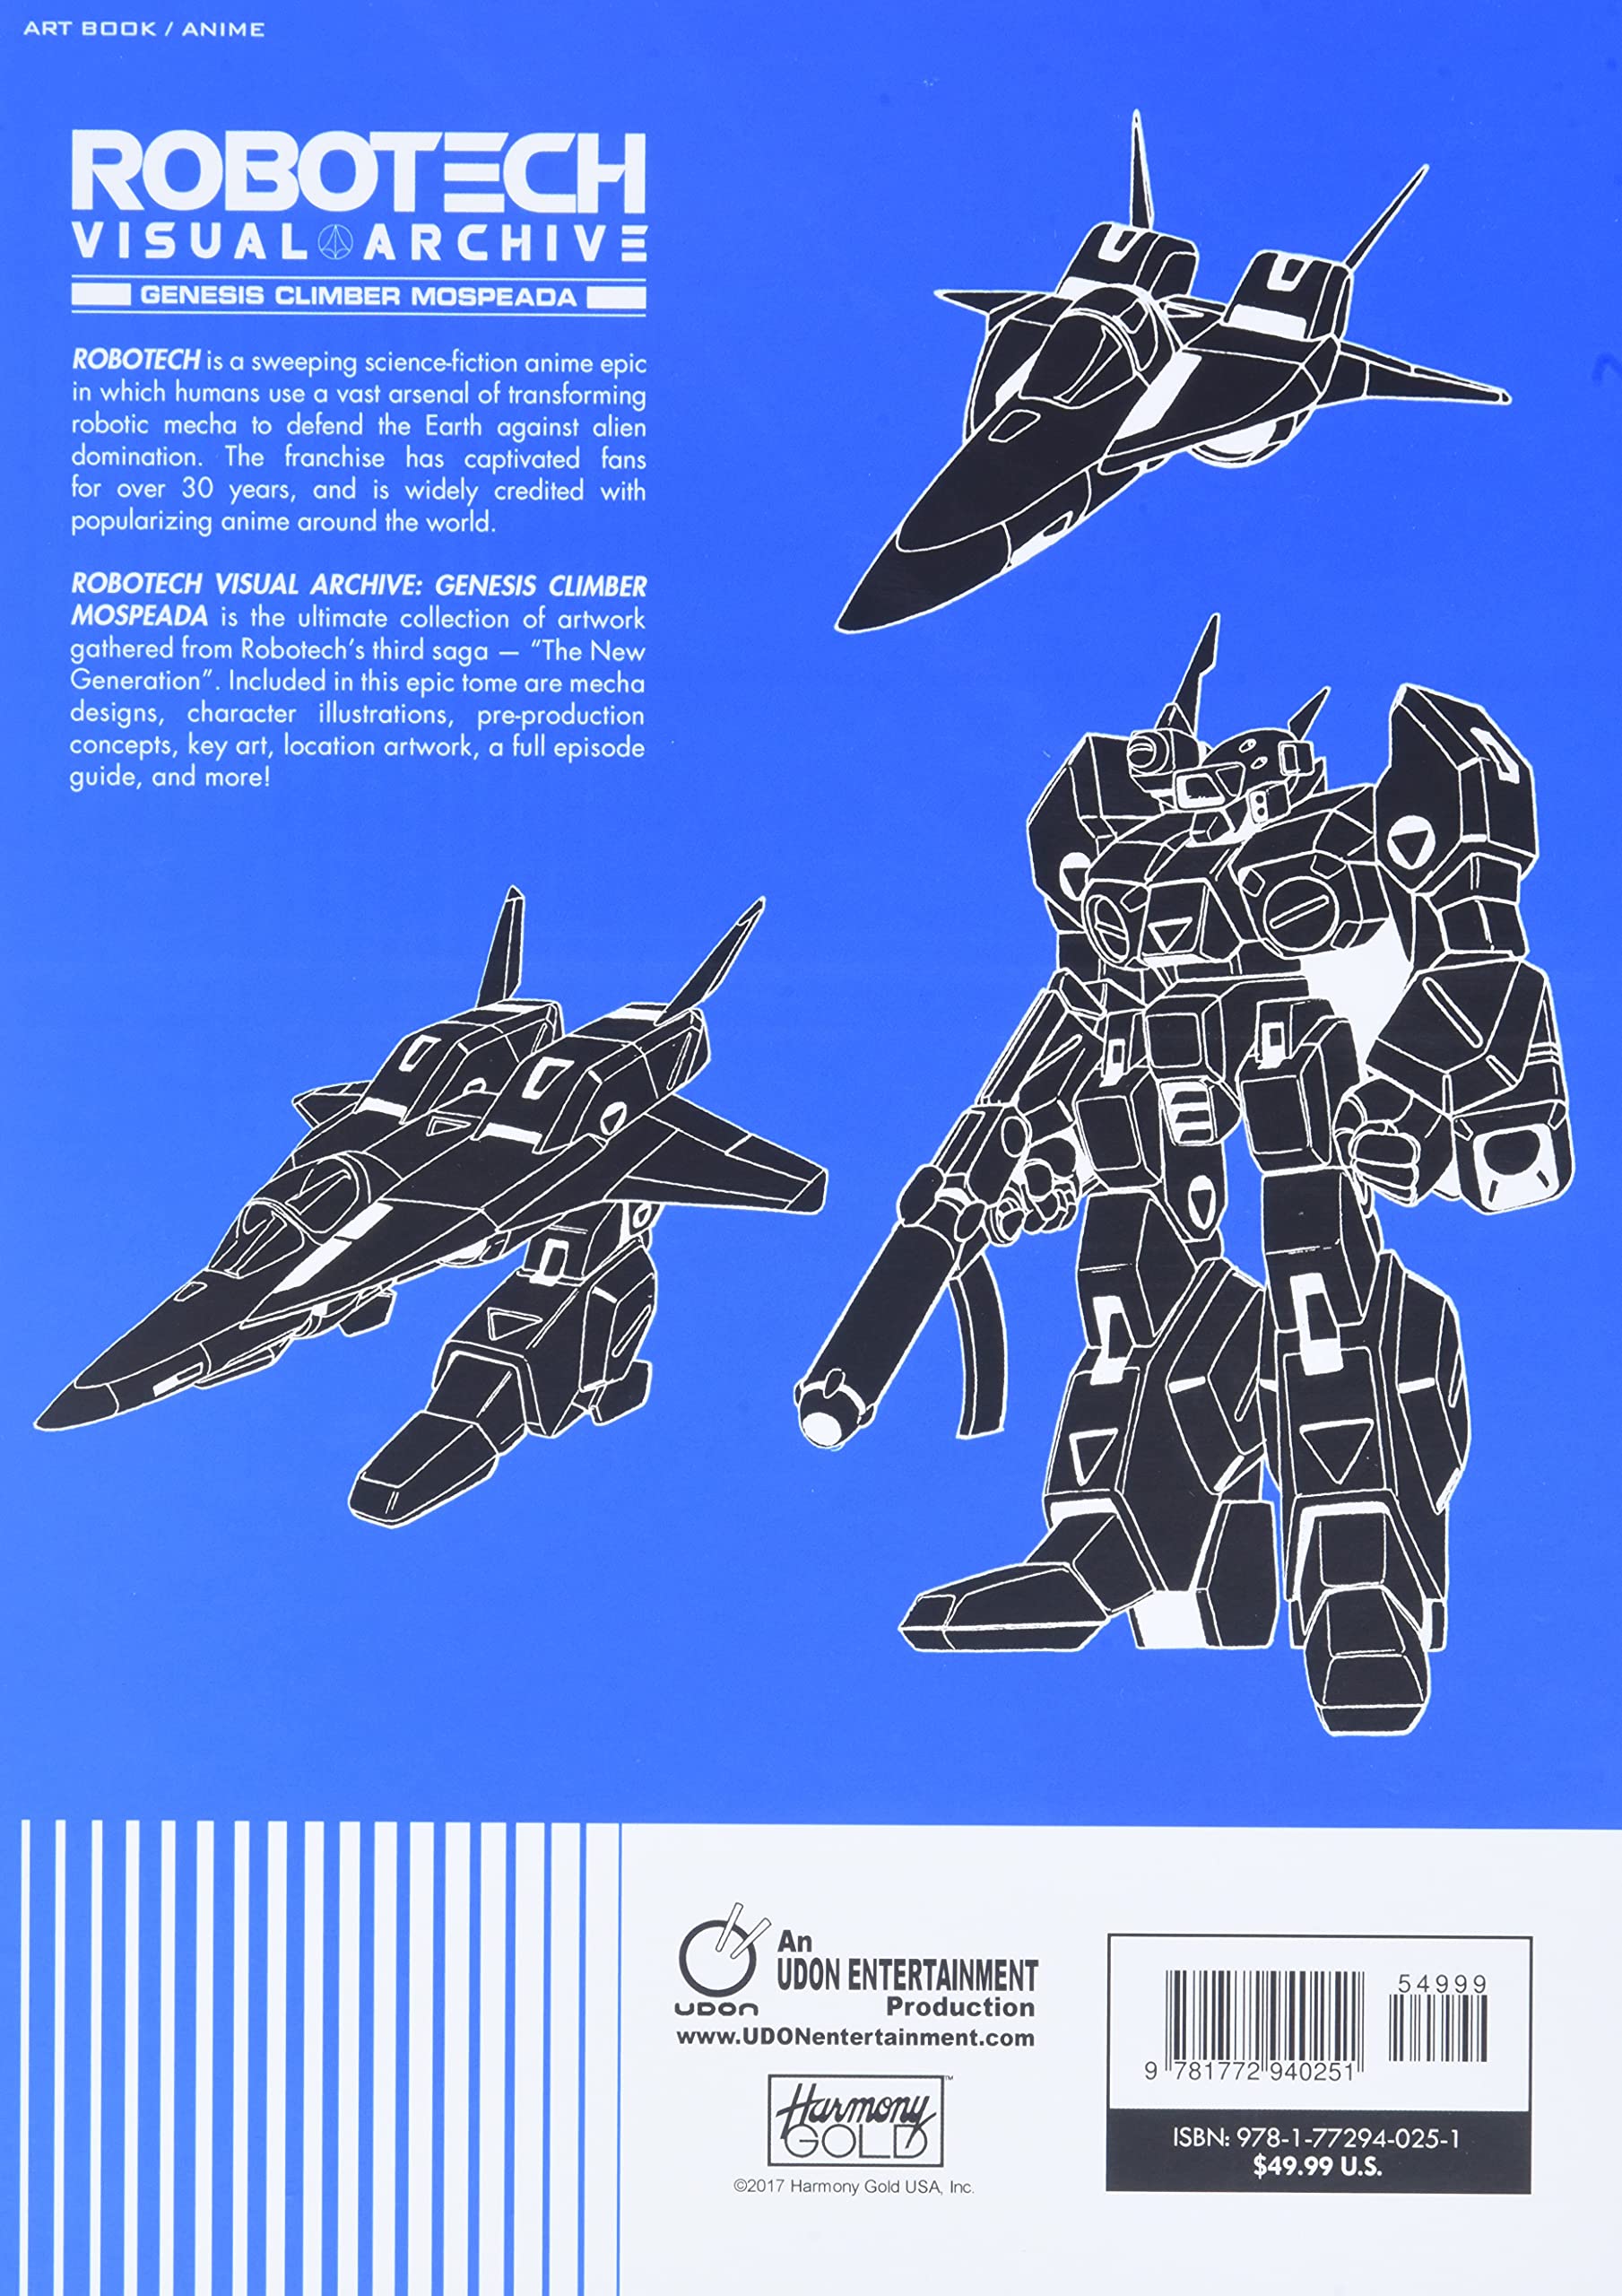 ART BOOK / ANIME
ROBOTECH
VISUAL ARCHIVE
GENESIS CLIMBER MOSPEADA
ROBOTECH is a sweeping science-fiction anime epic
in which humans use a vast arsenal of transforming
robotic mecha to defend the Earth against alien
domination. The franchise has captivated fans
for over 30 years, and is widely credited with
popularizing anime around the world.
ROBOTECH VISUAL ARCHIVE: GENESIS CLIMBER
MOSPEADA is the ultimate collection of artwork
gathered from Robotech's third saga — "The New
Generation". Included in this epic tome are mecha
designs, character illustrations, pre-production
concepts, key art, location artwork, a full episode
guide, and more!
An
UDON ENTERTAINMENT
Production
UDON
www.UDONentertainment.com
Harmony
GOLD
™
©2017 Harmony Gold USA, Inc.
54999
9 781772 940251
ISBN: 978-1-77294-025-1
$49.99 U.S.